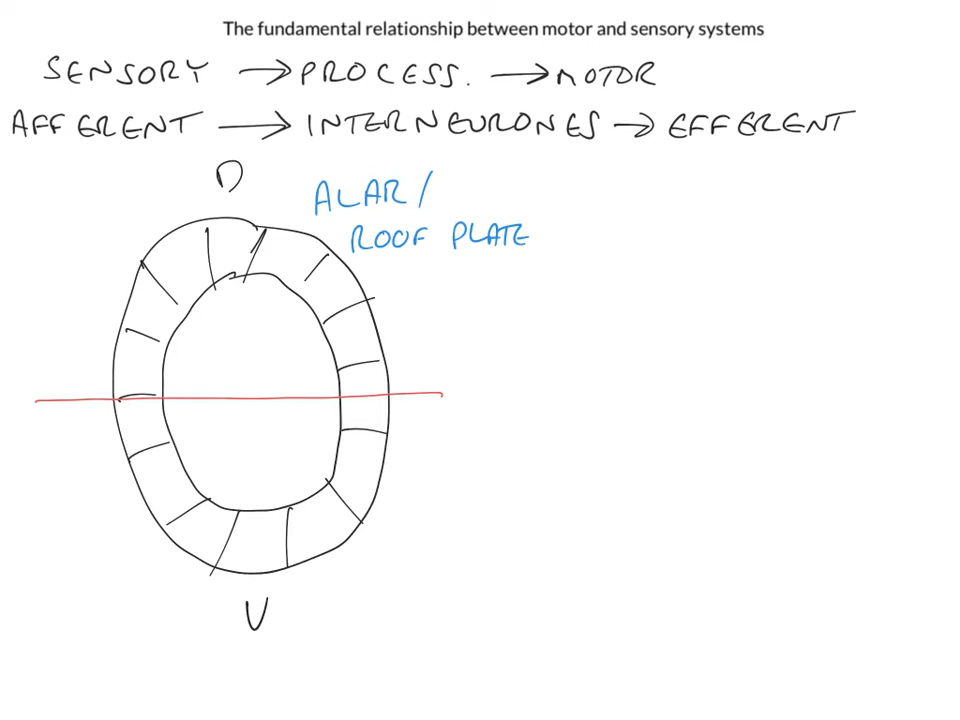 The fundamental relationship between motor and sensory systems
SENSORY → PROCESS. → MOTOR
AFFERENT → INTERNEURONES → EFFERENT
D
ALAR/
ROOF PLATE
V